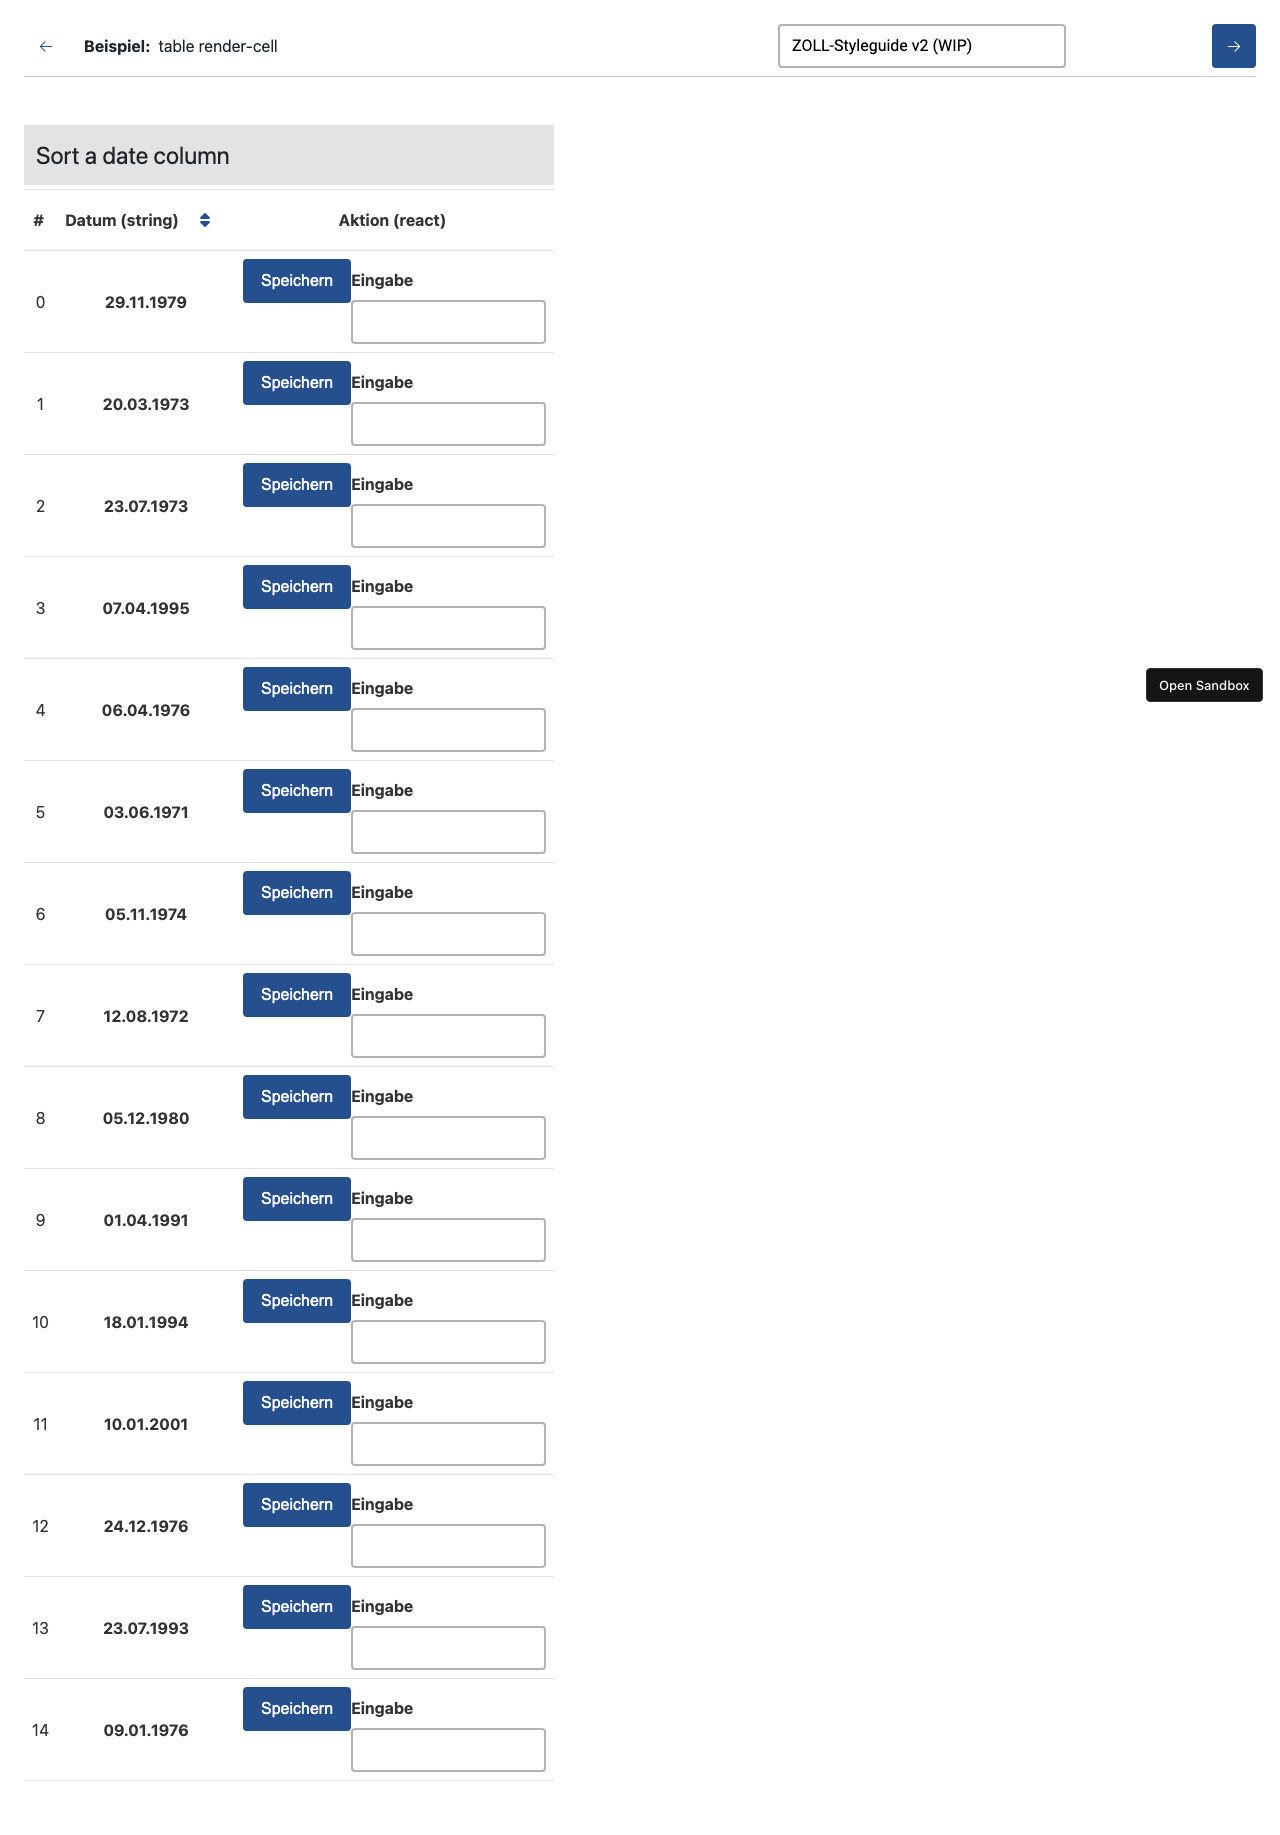 Beispiel: table render-cell
ZOLL-Styleguide v2 (WIP)
Sort a date column
# Datum (string) Aktion (react)
Speichern Eingabe
0 29.11.1979
Speichern Eingabe
1 20.03.1973
Speichern Eingabe
2 23.07.1973
Speichern Eingabe
3 07.04.1995
Open Sandbox
Speichern Eingabe
4 06.04.1976
Speichern Eingabe
5 03.06.1971
Speichern Eingabe
6 05.11.1974
Speichern Eingabe
7 12.08.1972
Speichern Eingabe
8 05.12.1980
Speichern Eingabe
9 01.04.1991
Speichern Eingabe
10 18.01.1994
Speichern Eingabe
11 10.01.2001
Speichern Eingabe
12 24.12.1976
Speichern Eingabe
13 23.07.1993
Speichern Eingabe
14 09.01.1976